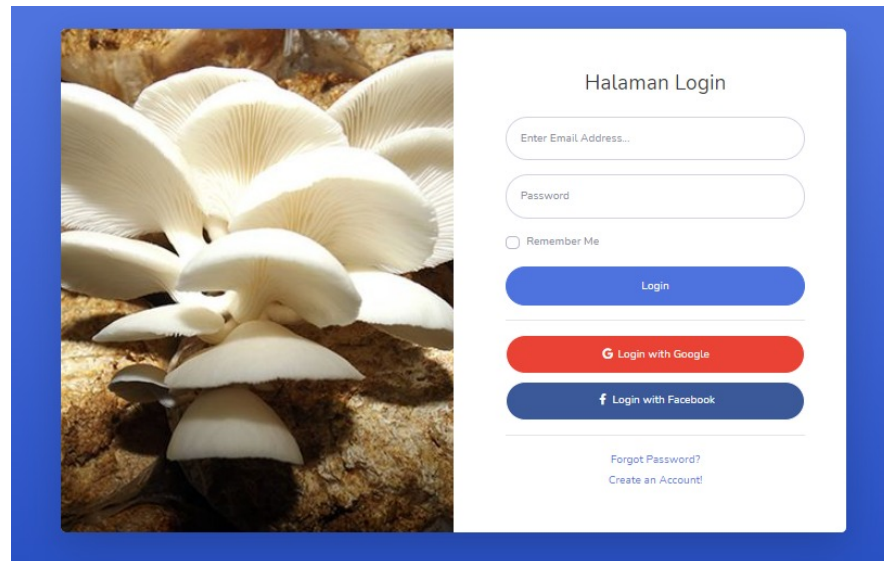 Halaman Login
Enter Email Address...
Password
Remember Me
Login
Login with Google
Login with Facebook
Forgot Password?
Create an Account!